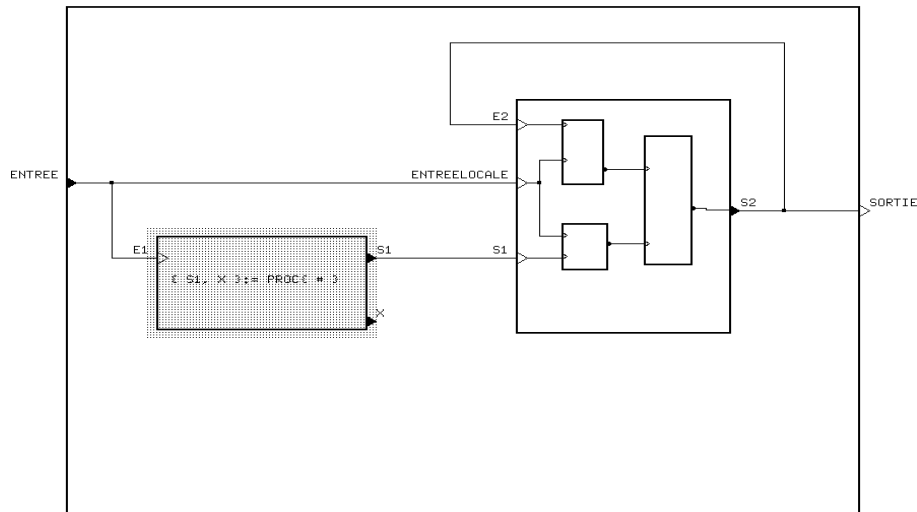 E2
ENTREE
ENTREELOCALE
S2
SORTIE
E1
S1
S1
{ S1, X }:= PROC{ # }
X